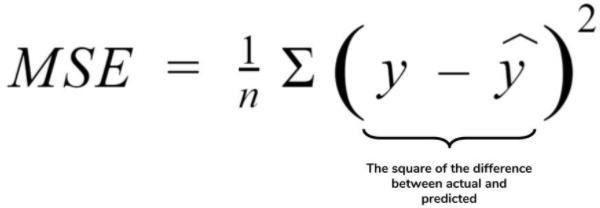 MSE = 1/n Σ(y − ŷ)²
The square of the difference
between actual and
predicted